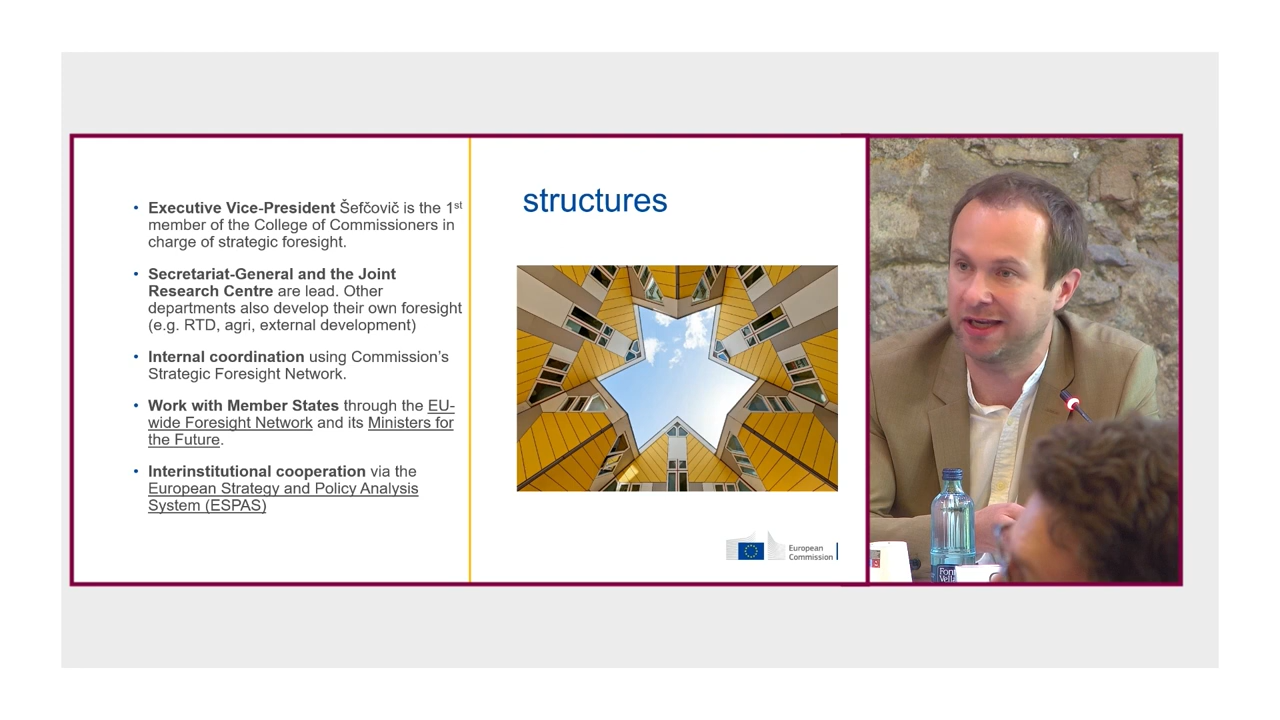 • Executive Vice-President Šefčovič is the 1st
member of the College of Commissioners in
charge of strategic foresight.
• Secretariat-General and the Joint
Research Centre are lead. Other
departments also develop their own foresight
(e.g. RTD, agri, external development)
• Internal coordination using Commission's
Strategic Foresight Network.
• Work with Member States through the EU-
wide Foresight Network and its Ministers for
the Future.
• Interinstitutional cooperation via the
European Strategy and Policy Analysis
System (ESPAS)
structures
European
Commission